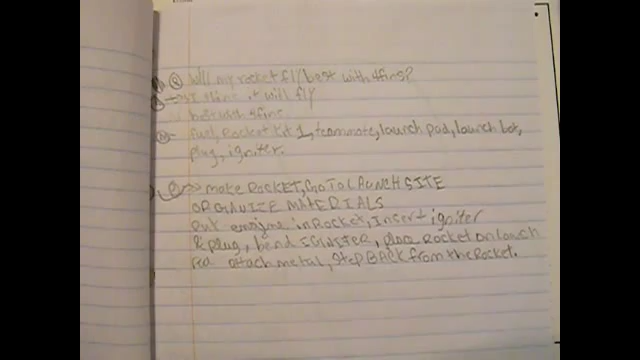 Q Will my rocket fly best with 4 fins?
→ I think it will fly
best with 4 fins
M- fuel, Rocket Kit 1, teammate, launch pad, launch box,
plug, igniter.
P→ make ROCKET, Go To LAUNCH SITE
ORGANIZE MATERIALS
Put engine in Rocket, Insert igniter
& plug, bend IGNITER, place Rocket on Lauch
Pad attach metal, Step BACK from the Rocket.